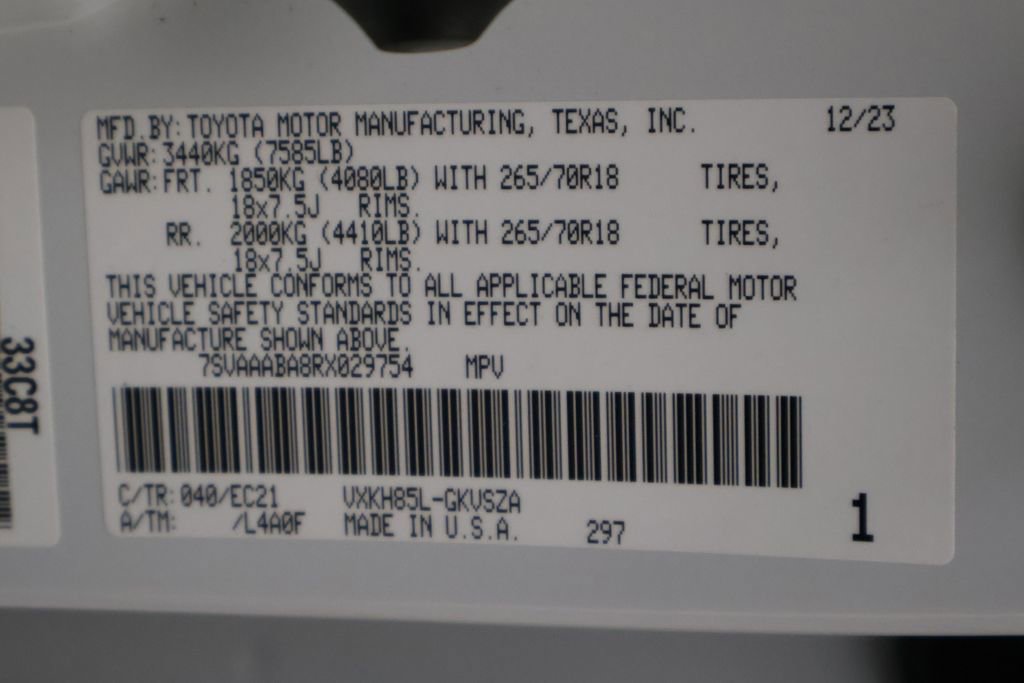 MFD.BY:TOYOTA MOTOR MANUFACTURING, TEXAS, INC. 12/23
GVWR:3440KG (7585LB)
GAWR:FRT. 1850KG (4080LB) WITH 265/70R18 TIRES,
18x7.5J RIMS.
RR. 2000KG (4410LB) WITH 265/70R18 TIRES,
18x7.5J RIMS.
THIS VEHICLE CONFORMS TO ALL APPLICABLE FEDERAL MOTOR
VEHICLE SAFETY STANDARDS IN EFFECT ON THE DATE OF
MANUFACTURE SHOWN ABOVE.
7SVAAABA8RX029754 MPV
C/TR:040/EC21 VXKH85L-GKVSZA
A/TM: /L4A0F MADE IN U.S.A. 297
1
33C8T